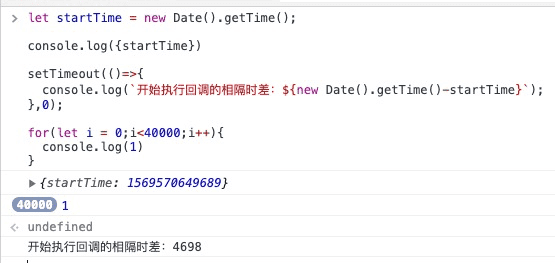 > let startTime = new Date().getTime();
console.log({startTime})
setTimeout(()=>{
console.log(`开始执行回调的相隔时差：${new Date().getTime()-startTime}`);
},0);
for(let i = 0;i<40000;i++){
console.log(1)
}
▶{startTime: 1569570649689}
40000 1
undefined
开始执行回调的相隔时差：4698